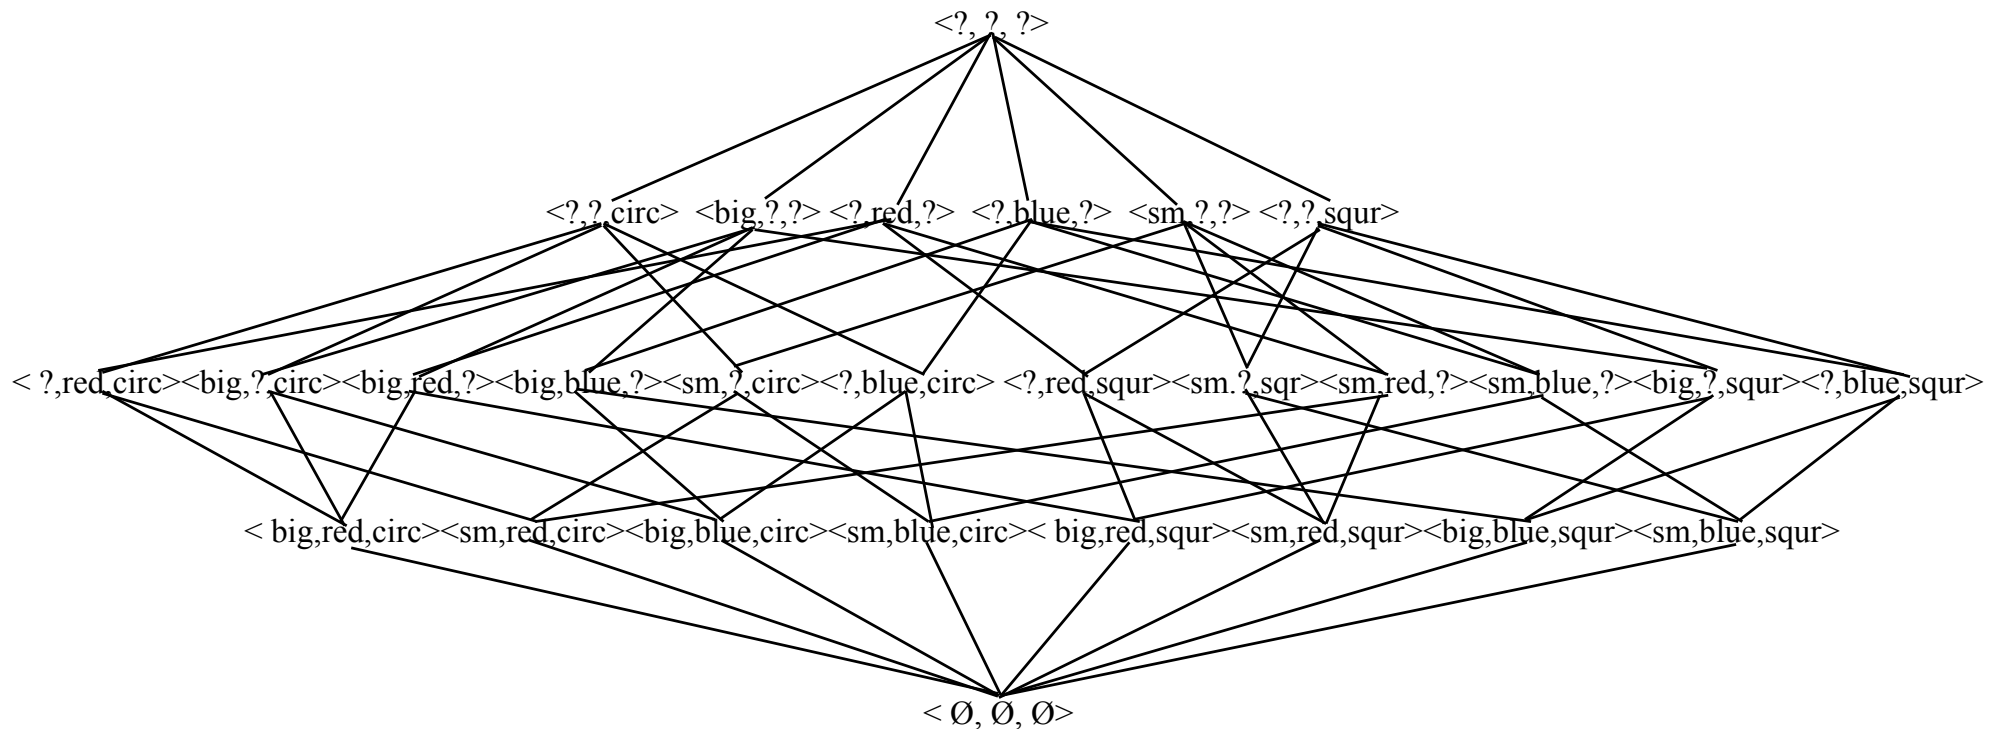 <?, ?, ?>
<?,?,circ> <big,?,?> <?,red,?> <?,blue,?> <sm,?,?> <?,?,squr>
< ?,red,circ><big,?,circ><big,red,?><big,blue,?><sm,?,circ><?,blue,circ> <?,red,squr><sm.?,sqr><sm,red,?><sm,blue,?><big,?,squr><?,blue,squr>
< big,red,circ><sm,red,circ><big,blue,circ><sm,blue,circ>< big,red,squr><sm,red,squr><big,blue,squr><sm,blue,squr>
< Ø, Ø, Ø>